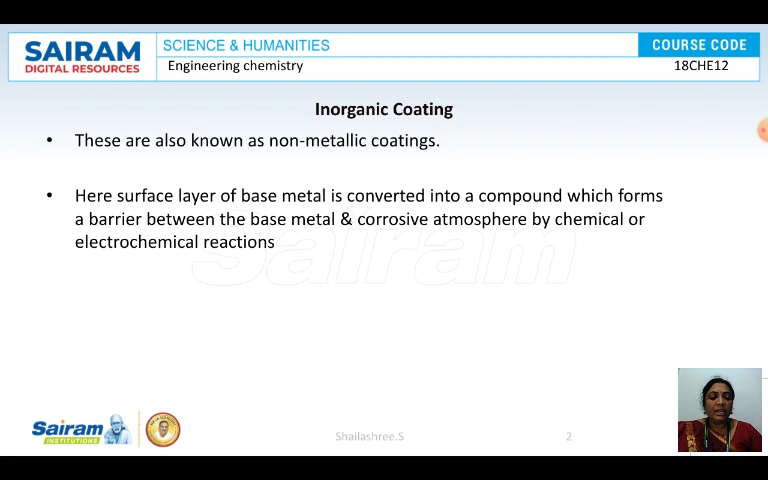 SAIRAM
DIGITAL RESOURCES
SCIENCE & HUMANITIES
COURSE CODE
Engineering chemistry
18CHE12
Inorganic Coating
• These are also known as non-metallic coatings.
• Here surface layer of base metal is converted into a compound which forms
a barrier between the base metal & corrosive atmosphere by chemical or
electrochemical reactions
sairam
Sairam
INSTITUTIONS
Shailashree.S
2